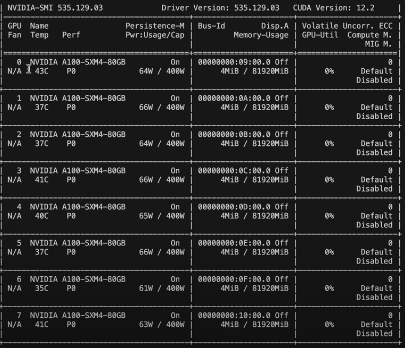 NVIDIA-SMI 535.129.03 Driver Version: 535.129.03 CUDA Version: 12.2
GPU Name Persistence-M Bus-Id Disp.A Volatile Uncorr. ECC
Fan Temp Perf Pwr:Usage/Cap Memory-Usage GPU-Util Compute M.
MIG M.
0 NVIDIA A100-SXM4-80GB On 00000000:09:00.0 Off 0
N/A 43C P0 64W / 400W 4MiB / 81920MiB 0% Default
Disabled
1 NVIDIA A100-SXM4-80GB On 00000000:0A:00.0 Off 0
N/A 37C P0 66W / 400W 4MiB / 81920MiB 0% Default
Disabled
2 NVIDIA A100-SXM4-80GB On 00000000:0B:00.0 Off 0
N/A 37C P0 64W / 400W 4MiB / 81920MiB 0% Default
Disabled
3 NVIDIA A100-SXM4-80GB On 00000000:0C:00.0 Off 0
N/A 41C P0 66W / 400W 4MiB / 81920MiB 0% Default
Disabled
4 NVIDIA A100-SXM4-80GB On 00000000:0D:00.0 Off 0
N/A 40C P0 65W / 400W 4MiB / 81920MiB 0% Default
Disabled
5 NVIDIA A100-SXM4-80GB On 00000000:0E:00.0 Off 0
N/A 37C P0 66W / 400W 4MiB / 81920MiB 0% Default
Disabled
6 NVIDIA A100-SXM4-80GB On 00000000:0F:00.0 Off 0
N/A 35C P0 61W / 400W 4MiB / 81920MiB 0% Default
Disabled
7 NVIDIA A100-SXM4-80GB On 00000000:10:00.0 Off 0
N/A 41C P0 63W / 400W 4MiB / 81920MiB 0% Default
Disabled